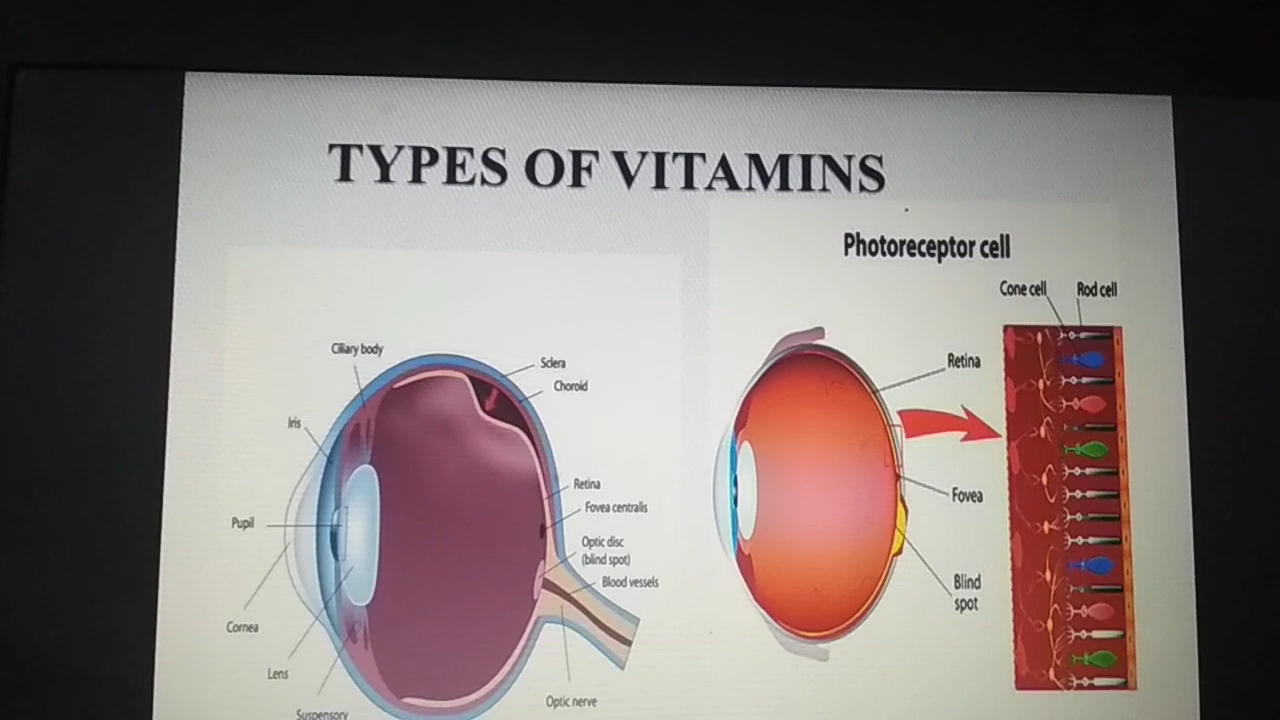 TYPES OF VITAMINS
Photoreceptor cell
Cone cell
Rod cell
Ciliary body
Sclera
Choroid
Iris
Retina
Fovea centralis
Pupil
Optic disc
(blind spot)
Blood vessels
Cornea
Lens
Suspensory
Optic nerve
Retina
Fovea
Blind
spot